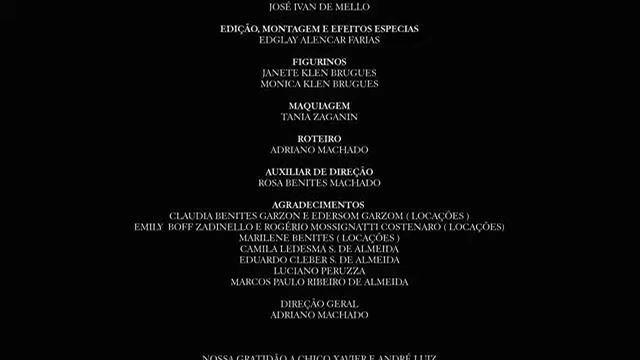 JOSÉ IVAN DE MELLO
EDIÇÃO, MONTAGEM E EFEITOS ESPECIAS
EDGLAY ALENCAR FARIAS
FIGURINOS
JANETE KLEN BRUGUES
MONICA KLEN BRUGUES
MAQUIAGEM
TANIA ZAGANIN
ROTEIRO
ADRIANO MACHADO
AUXILIAR DE DIREÇÃO
ROSA BENITES MACHADO
AGRADECIMENTOS
CLAUDIA BENITES GARZON E EDERSOM GARZOM ( LOCAÇÕES )
EMILY BOFF ZADINELLO E ROGÉRIO MOSSIGNATTI COSTENARO ( LOCAÇÕES)
MARILENE BENITES ( LOCAÇÕES )
CAMILA LEDESMA S. DE ALMEIDA
EDUARDO CLEBER S. DE ALMEIDA
LUCIANO PERUZZA
MARCOS PAULO RIBEIRO DE ALMEIDA
DIREÇÃO GERAL
ADRIANO MACHADO
NOSSA GRATIDÃO A CHICO XAVIER E ANDRÉ LUIZ